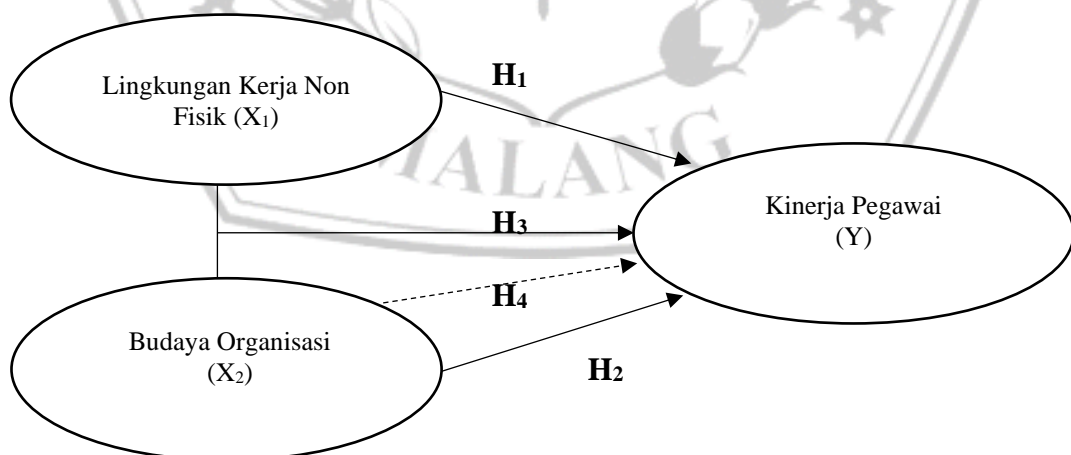 H1
Lingkungan Kerja Non
Fisik (X1)
MALANG
Kinerja Pegawai
(Y)
H3
H4
Budaya Organisasi
(X2)
H2